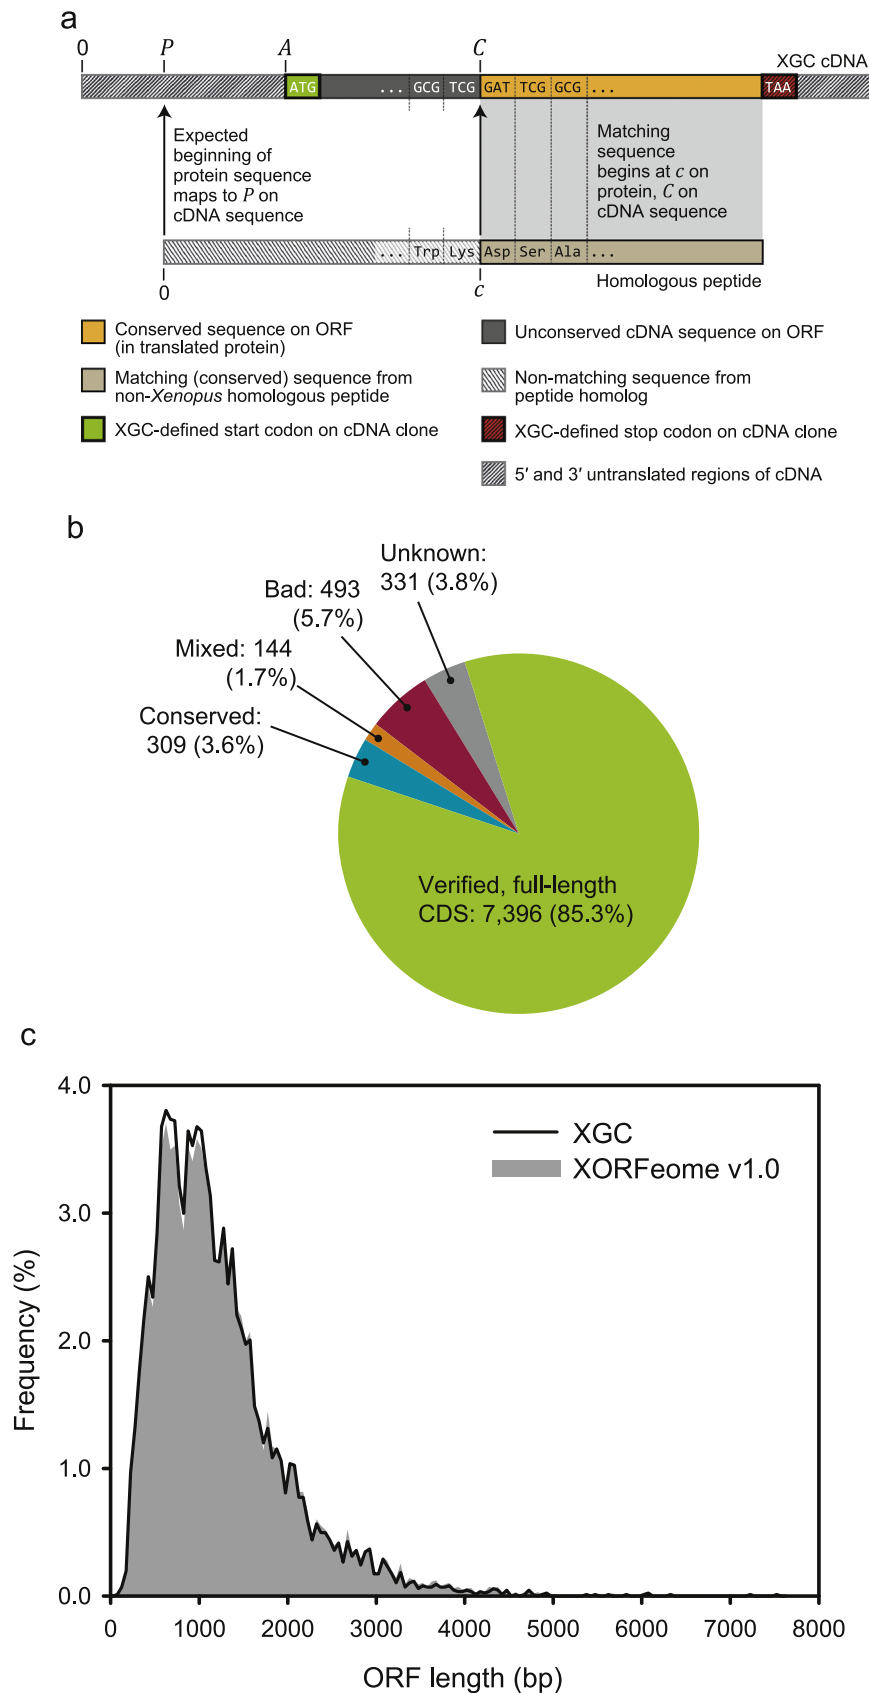 a
0 P A C XGC cDNA
ATG ... GCG TCG GAT TCG GCG ... TAA
Expected
beginning of
protein sequence
maps to P on
cDNA sequence
Matching
sequence
begins at c on
protein, C on
cDNA sequence
... Trp Lys Asp Ser Ala ...
0 c Homologous peptide
Conserved sequence on ORF
(in translated protein)
Matching (conserved) sequence from
non-Xenopus homologous peptide
XGC-defined start codon on cDNA clone
Unconserved cDNA sequence on ORF
Non-matching sequence from
peptide homolog
XGC-defined stop codon on cDNA clone
5′ and 3′ untranslated regions of cDNA
b
Unknown:
331 (3.8%)
Bad: 493
(5.7%)
Mixed: 144
(1.7%)
Conserved:
309 (3.6%)
Verified, full-length
CDS: 7,396 (85.3%)
c
4.0
3.0
2.0
1.0
0.0
Frequency (%)
XGC
XORFeome v1.0
0 1000 2000 3000 4000 5000 6000 7000 8000
ORF length (bp)